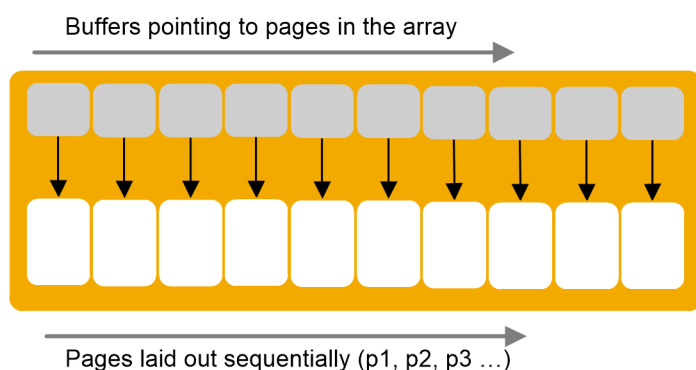 Buffers pointing to pages in the array
Pages laid out sequentially (p1, p2, p3 …)